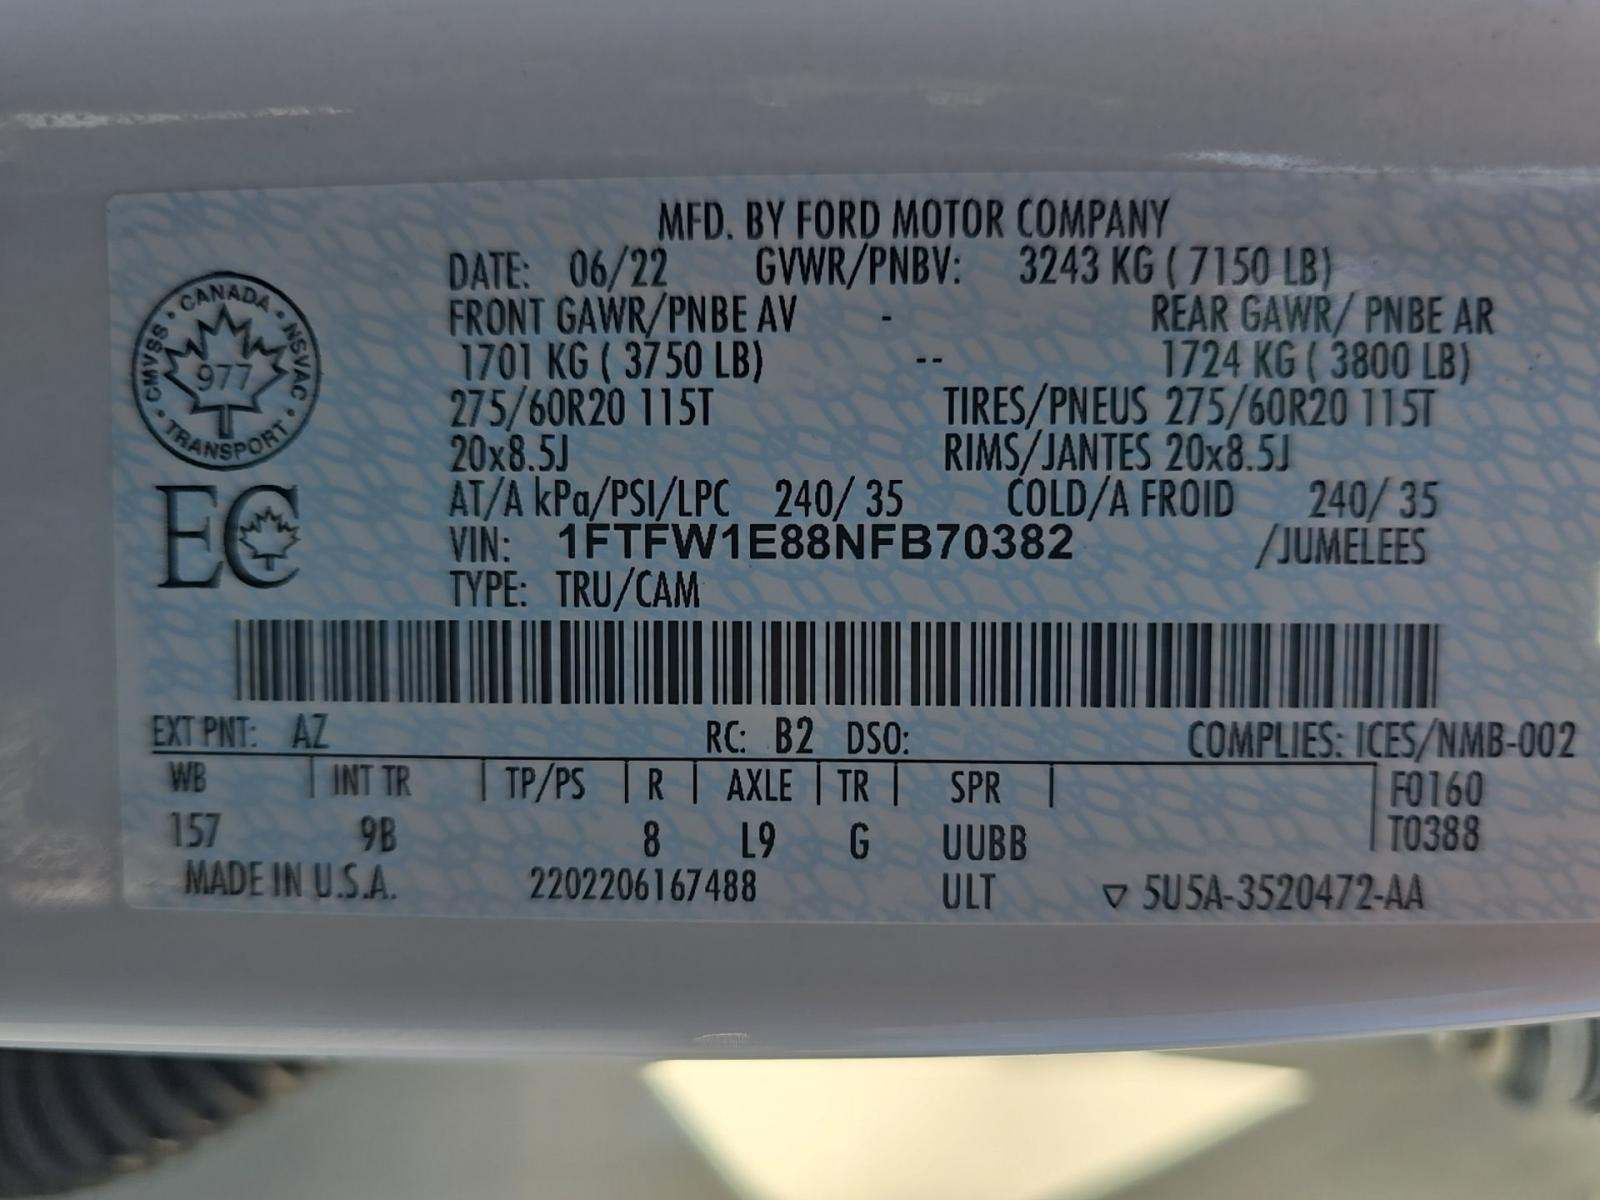 MFD. BY FORD MOTOR COMPANY
DATE: 06/22 GVWR/PNBV: 3243 KG ( 7150 LB)
FRONT GAWR/PNBE AV - REAR GAWR/ PNBE AR
1701 KG ( 3750 LB) -- 1724 KG ( 3800 LB)
275/60R20 115T TIRES/PNEUS 275/60R20 115T
20x8.5J RIMS/JANTES 20x8.5J
AT/A kPa/PSI/LPC 240/ 35 COLD/A FROID 240/ 35
VIN: 1FTFW1E88NFB70382 /JUMELEES
TYPE: TRU/CAM
CANADA · NSVAC · TRANSPORT · CMVSS ·
977
EC
EXT PNT: AZ RC: B2 DSO: COMPLIES: ICES/NMB-002
WB | INT TR | TP/PS | R | AXLE | TR | SPR | F0160
157 9B 8 L9 G UUBB T0388
MADE IN U.S.A. 2202206167488 ULT ▽ 5U5A-3520472-AA